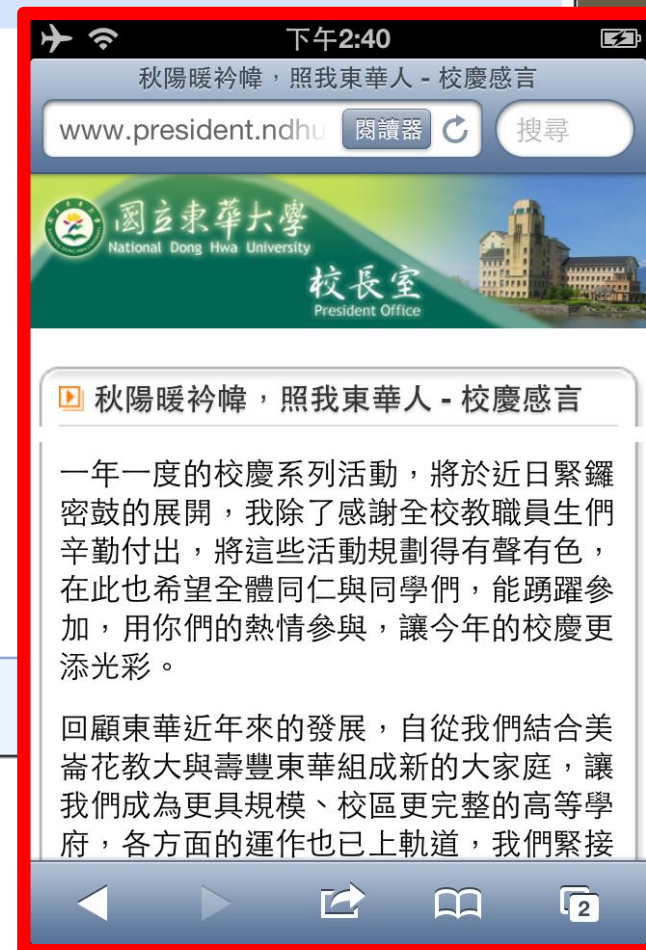 下午2:40
秋陽暖衿幃，照我東華人 - 校慶感言
www.president.ndhu
閱讀器
搜尋
國立東華大學
National Dong Hwa University
校長室
President Office
秋陽暖衿幃，照我東華人 - 校慶感言
一年一度的校慶系列活動，將於近日緊鑼
密鼓的展開，我除了感謝全校教職員生們
辛勤付出，將這些活動規劃得有聲有色，
在此也希望全體同仁與同學們，能踴躍參
加，用你們的熱情參與，讓今年的校慶更
添光彩。
回顧東華近年來的發展，自從我們結合美
崙花教大與壽豐東華組成新的大家庭，讓
我們成為更具規模、校區更完整的高等學
府，各方面的運作也已上軌道，我們緊接
2